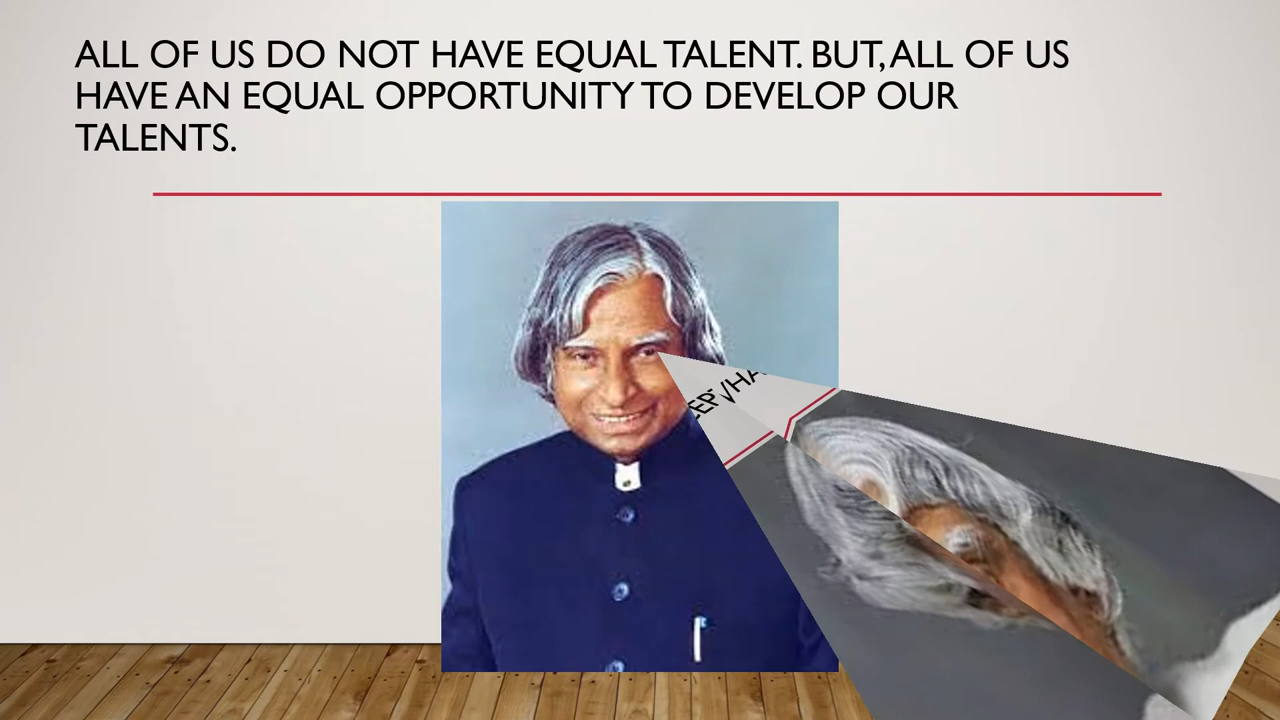 ALL OF US DO NOT HAVE EQUAL TALENT. BUT, ALL OF US
HAVE AN EQUAL OPPORTUNITY TO DEVELOP OUR
TALENTS.